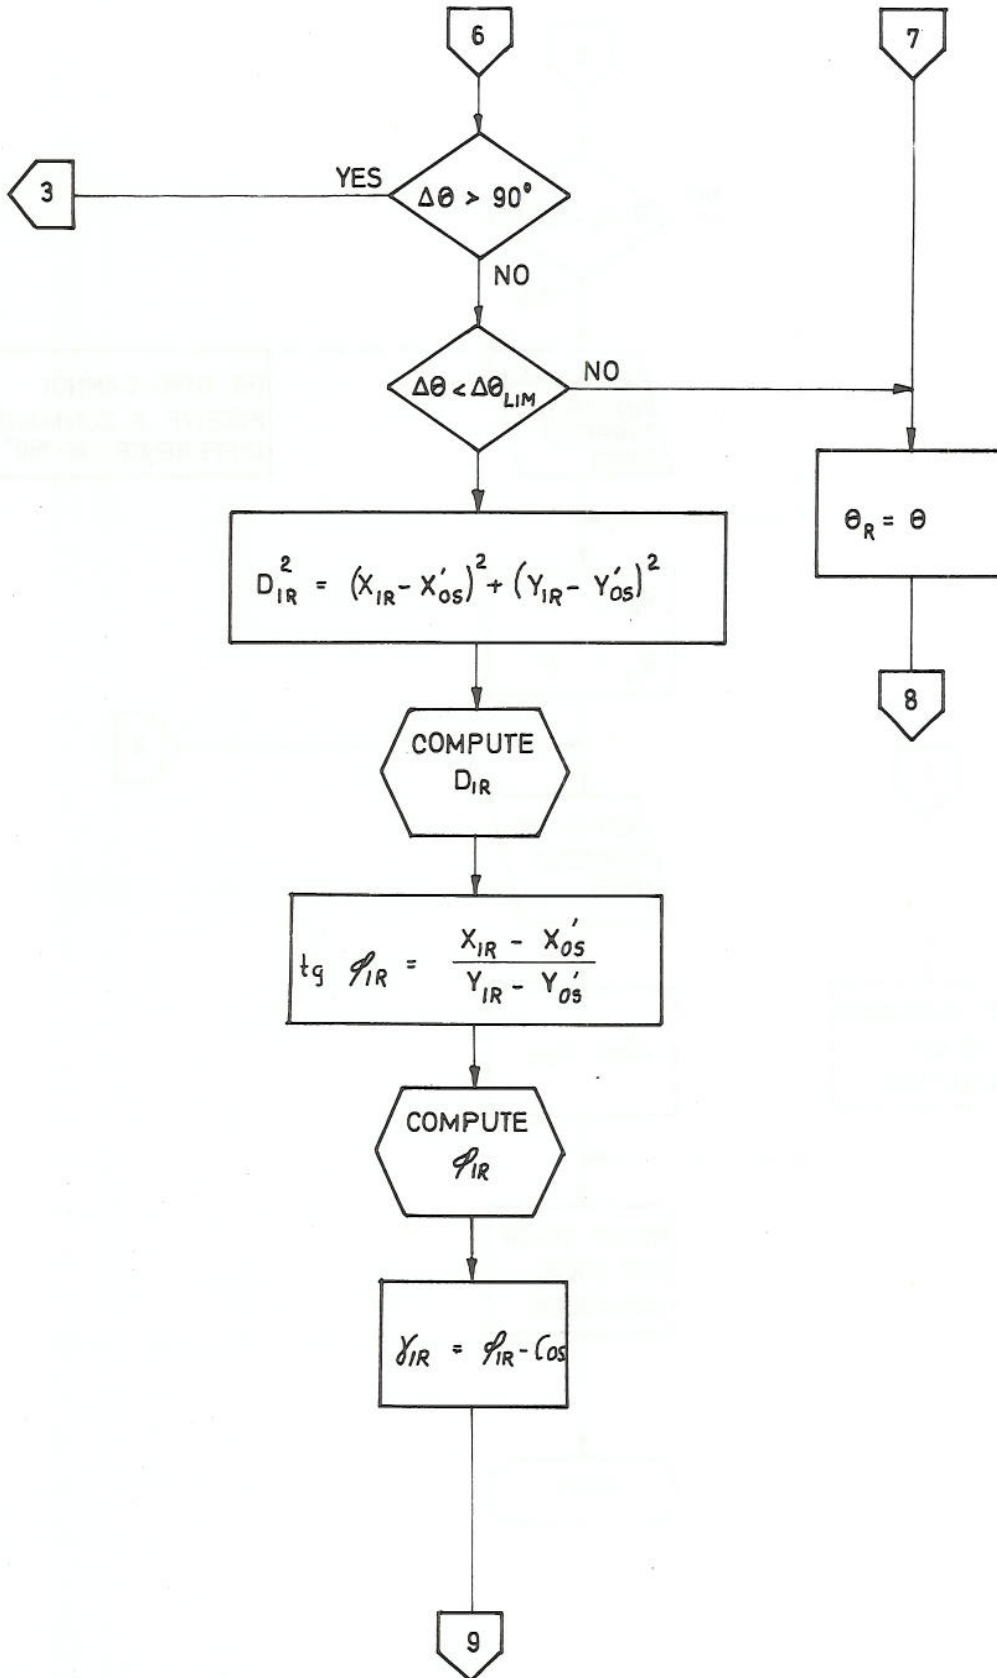 6
7
3
YES
Δθ > 90°
NO
Δθ < Δθ_LIM
NO
θ_R = θ
D_IR² = (X_IR - X'_OS)² + (Y_IR - Y'_OS)²
8
COMPUTE
D_IR
tg φ_IR = (X_IR - X'_OS) / (Y_IR - Y'_OS)
COMPUTE
φ_IR
γ_IR = φ_IR - C_OS
9